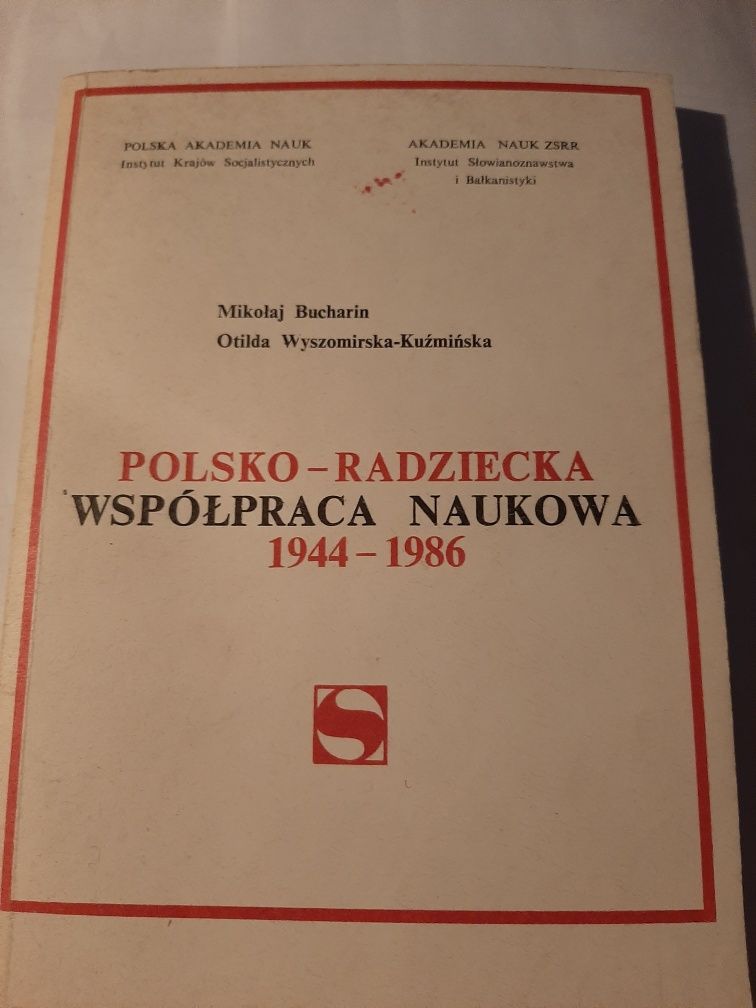 POLSKA AKADEMIA NAUK
Instytut Krajów Socjalistycznych
AKADEMIA NAUK ZSRR
Instytut Słowianoznawstwa
i Bałkanistyki
Mikołaj Bucharin
Otilda Wyszomirska-Kuźmińska
POLSKO – RADZIECKA
WSPÓŁPRACA NAUKOWA
1944 – 1986
S